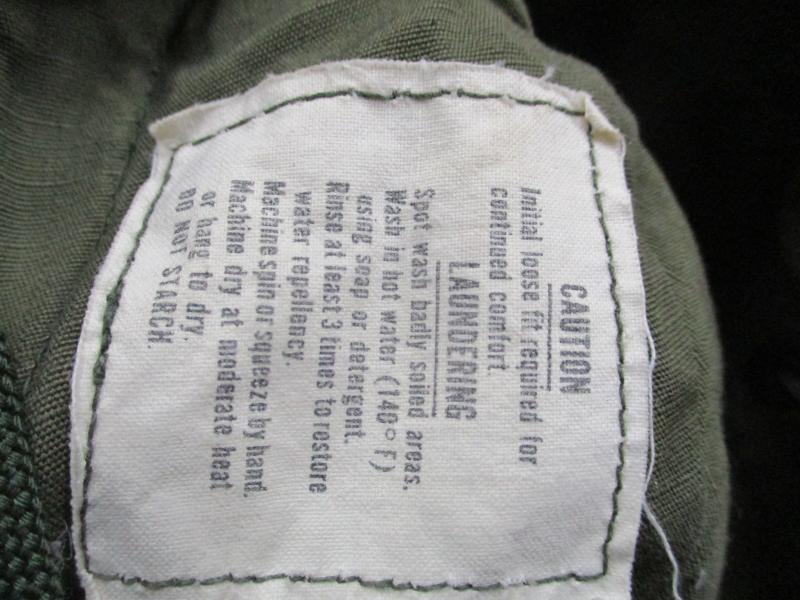 CAUTION
Initial loose fit required for
continued comfort.
LAUNDERING
Spot wash badly soiled areas.
Wash in hot water (140° F)
using soap or detergent.
Rinse at least 3 times to restore
water repellency.
Machine spin or squeeze by hand.
Machine dry at moderate heat
or hang to dry.
DO NOT STARCH.